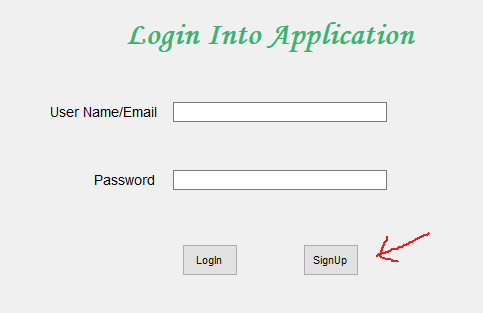 Login Into Application
User Name/Email
Password
LogIn
SignUp